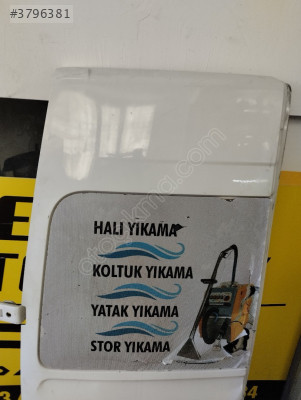 #3796381
HALI YIKAMA
KOLTUK YIKAMA
YATAK YIKAMA
STOR YIKAMA